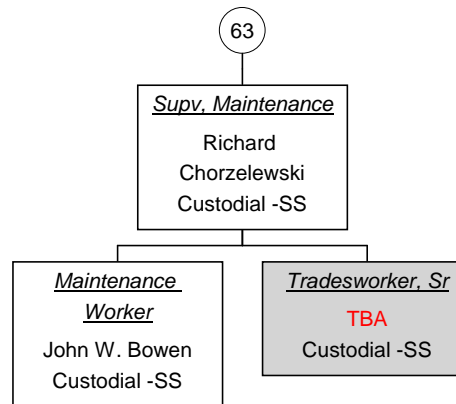 63
Supv, Maintenance
Richard
Chorzelewski
Custodial -SS
Maintenance
Worker
John W. Bowen
Custodial -SS
Tradesworker, Sr
TBA
Custodial -SS